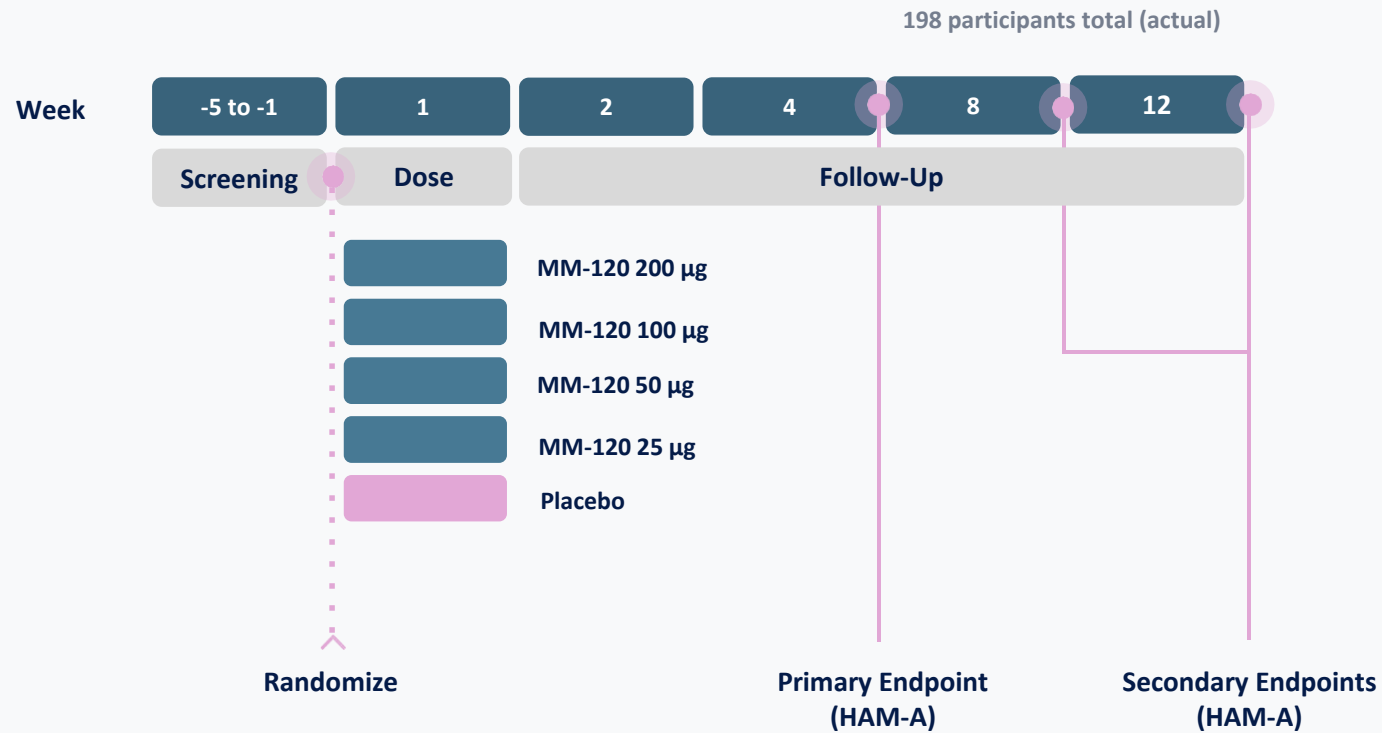 198 participants total (actual)
Week
-5 to -1
1
2
4
8
12
Screening
Dose
Follow-Up
MM-120 200 µg
MM-120 100 µg
MM-120 50 µg
MM-120 25 µg
Placebo
Randomize
Primary Endpoint
(HAM-A)
Secondary Endpoints
(HAM-A)